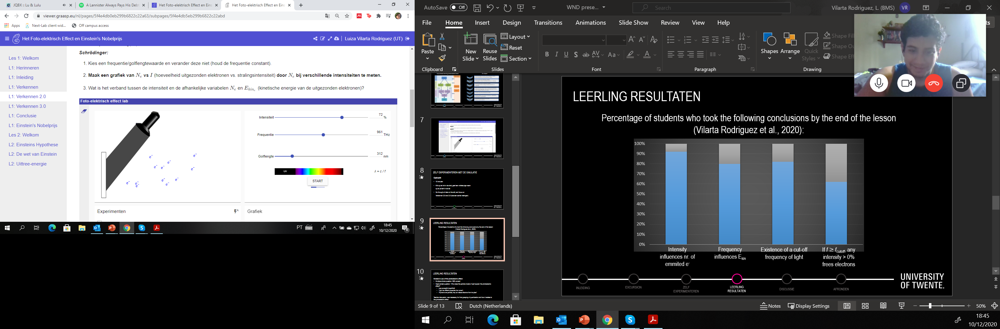 JQBX :: Lu & Lulu
A Lannister Always Pays His Deb
Het Foto-elektrisch Effect en Ein
Het Foto-elektrisch Effect en Ein
viewer.graasp.eu/nl/pages/5f4e4db0eb299b6822c22a63/subpages/5f4e4db5eb299b6822c22abd
Apps
Next-Lab client wid...
Off campus access
Het Foto-elektrisch Effect en Einstein's Nobelprijs
Luiza Vilarta Rodriguez (UT)
Les 1: Welkom
L1: Herinneren
L1: Inleiding
L1: Verkennen
L1: Verkennen 2.0
L1: Verkennen 3.0
L1: Conclusie
L1: Einstein's Nobelprijs
Les 2: Welkom
L2: Einsteins Hypothese
L2: De wet van Einstein
L2: Uittree-energie
Schrödinger:
1. Kies een frequentie/golflengtewaarde en verander deze niet (houd de frequentie constant).
2. Maak een grafiek van Ne vs I (hoeveelheid uitgezonden elektronen vs. stralingsintensiteit) door Ne bij verschillende intensiteiten te meten.
3. Wat is het verband tussen de intensiteit en de afhankelijke variabelen Ne en Ekine (kinetische energie van de uitgezonden elektronen)?
Foto-elektrisch effect lab
e- e- e- e- e- e- e- e- e- e- e- e-
Intensiteit 72 %
Frequentie 961 THz
Golflengte 312 nm
UV
λ = c / f
START
Experimenten
Grafiek
PT
18:45
10/12/2020
11
AutoSave Off
WND prese...
Search
Vilarta Rodriguez, L. (BMS) VR
File Home Insert Design Transitions Animations Slide Show Review View Help
Paste
New Slide
Reuse Slides
Layout
Reset
Section
B I U S ab AV Aa A
Shapes
Arrange
Quick Styles
Shape Fil
Shape Ou
Shape Eff
Clipboard
Slides
Font
Paragraph
Drawing
7
8
ZELF EXPERIMENTEREN MET DE SIMULATIE
Opdracht
10 minuten
9
LEERLING RESULTATEN
10
LEERLING RESULTATEN
LEERLING RESULTATEN
Percentage of students who took the following conclusions by the end of the lesson
(Vilarta Rodriguez et al., 2020):
100%
90%
80%
70%
60%
50%
40%
30%
20%
10%
0%
Intensity
influences nr. of
emmited e-
Frequency
influences Ekin
Existence of a cut-off
frequency of light
If f ≥ fcutoff, any
intensity > 0%
frees electrons
INLEIDING
EXCURSION
ZELF
EXPERIMENTEREN
LEERLING
RESULTATEN
DISCUSSIE
AFRONDEN
UNIVERSITY
OF TWENTE.
Slide 9 of 13
Dutch (Netherlands)
Notes
Display Settings
50%
18:45
10/12/2020